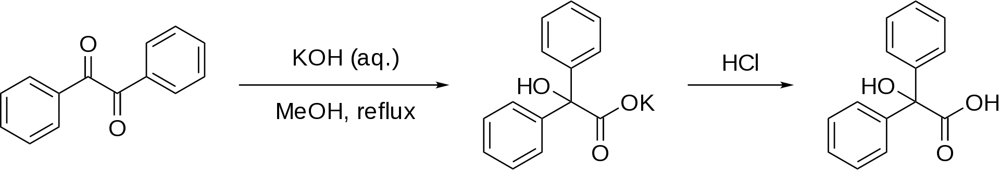 O
O
KOH (aq.)
MeOH, reflux
HO
OK
O
HCl
HO
OH
O